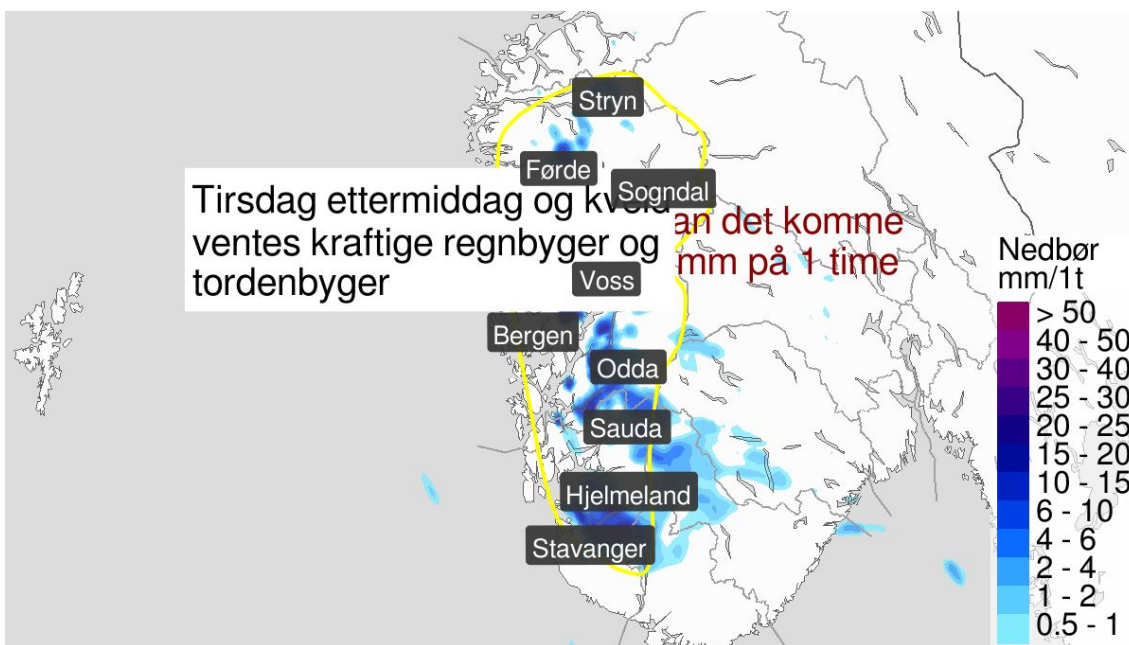 Stryn
Førde
Sogndal
Tirsdag ettermiddag og kveld
ventes kraftige regnbyger og
tordenbyger
an det komme
mm på 1 time
Voss
Bergen
Odda
Sauda
Hjelmeland
Stavanger
Nedbør
mm/1t
> 50
40 - 50
30 - 40
25 - 30
20 - 25
15 - 20
10 - 15
6 - 10
4 - 6
2 - 4
1 - 2
0.5 - 1